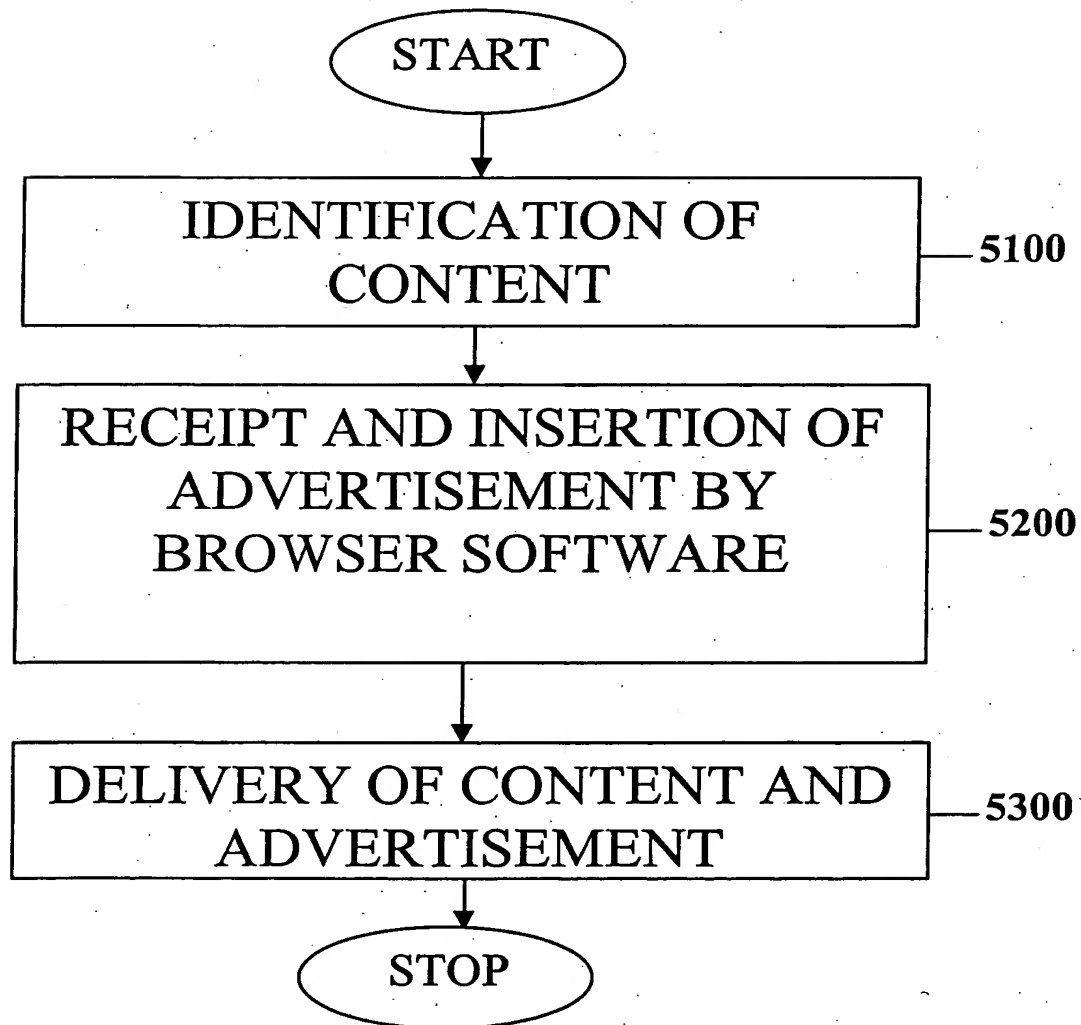 START
IDENTIFICATION OF
CONTENT
5100
RECEIPT AND INSERTION OF
ADVERTISEMENT BY
BROWSER SOFTWARE
5200
DELIVERY OF CONTENT AND
ADVERTISEMENT
5300
STOP